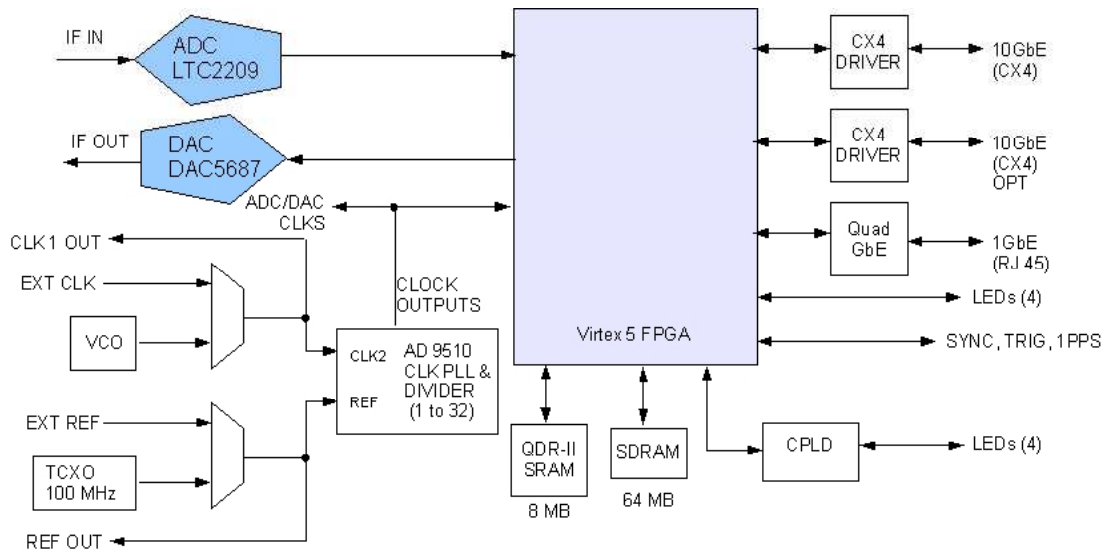 IF IN
ADC
LTC2209
IF OUT
DAC
DAC5687
ADC/DAC
CLKS
CLK1 OUT
EXT CLK
VCO
CLOCK
OUTPUTS
CLK2
REF
AD 9510
CLK PLL &
DIVIDER
(1 to 32)
EXT REF
TCXO
100 MHz
REF OUT
Virtex 5 FPGA
QDR-II
SRAM
8 MB
SDRAM
64 MB
CPLD
LEDs (4)
CX4
DRIVER
10GbE
(CX4)
CX4
DRIVER
10GbE
(CX4)
OPT
Quad
GbE
1GbE
(RJ 45)
LEDs (4)
SYNC, TRIG, 1PPS